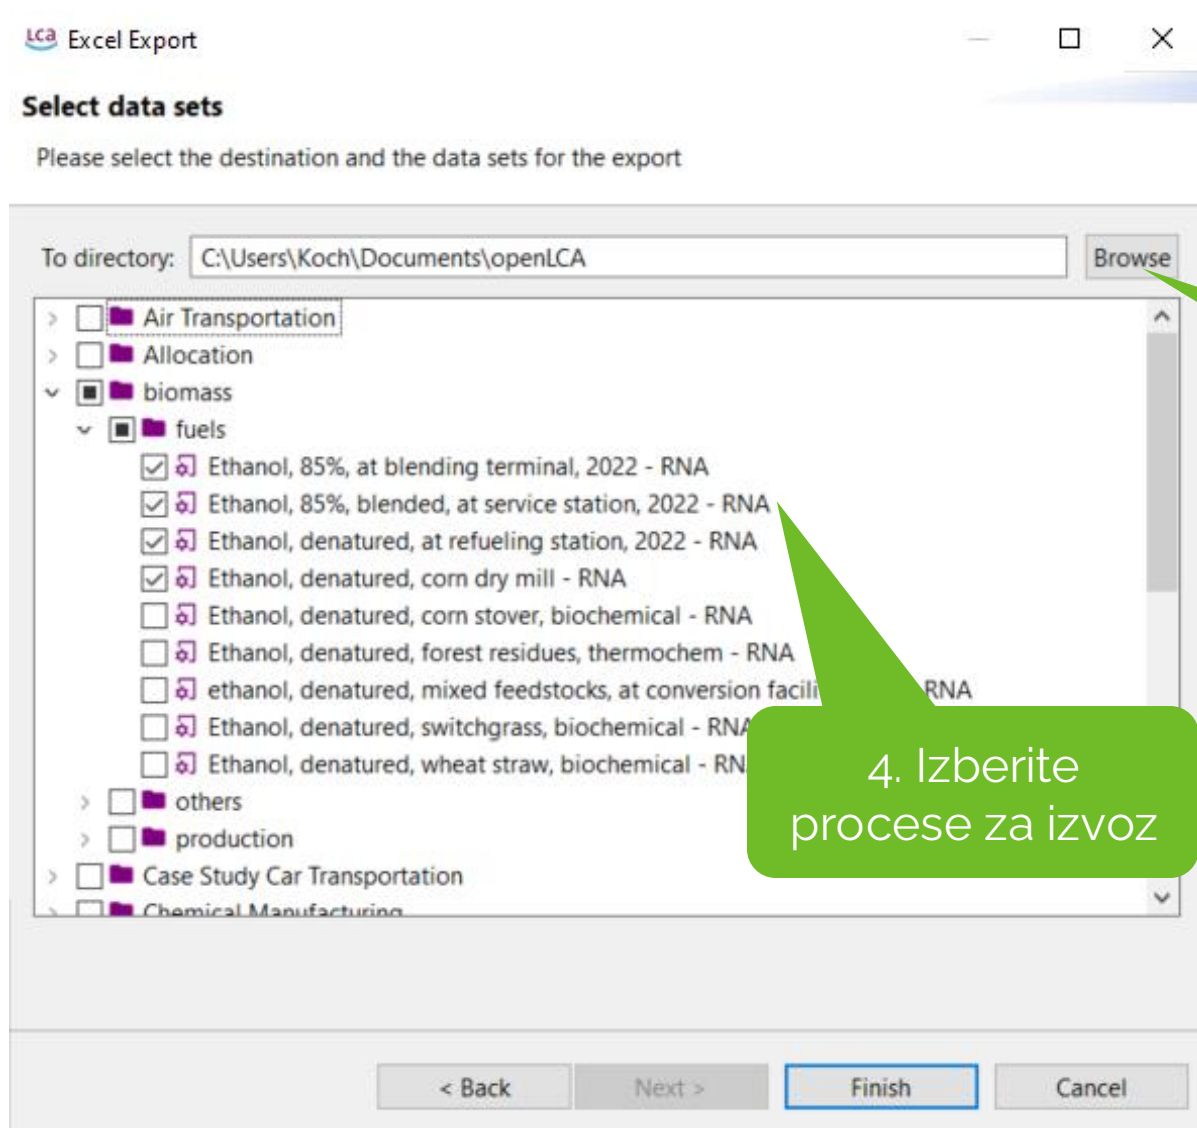 LCA Excel Export
Select data sets
Please select the destination and the data sets for the export
To directory: C:\Users\Koch\Documents\openLCA Browse
Air Transportation
Allocation
biomass
fuels
Ethanol, 85%, at blending terminal, 2022 - RNA
Ethanol, 85%, blended, at service station, 2022 - RNA
Ethanol, denatured, at refueling station, 2022 - RNA
Ethanol, denatured, corn dry mill - RNA
Ethanol, denatured, corn stover, biochemical - RNA
Ethanol, denatured, forest residues, thermochem - RNA
ethanol, denatured, mixed feedstocks, at conversion facili RNA
Ethanol, denatured, switchgrass, biochemical - RNA
Ethanol, denatured, wheat straw, biochemical - RN
others
production
Case Study Car Transportation
Chemical Manufacturing
4. Izberite
procese za izvoz
< Back Next > Finish Cancel